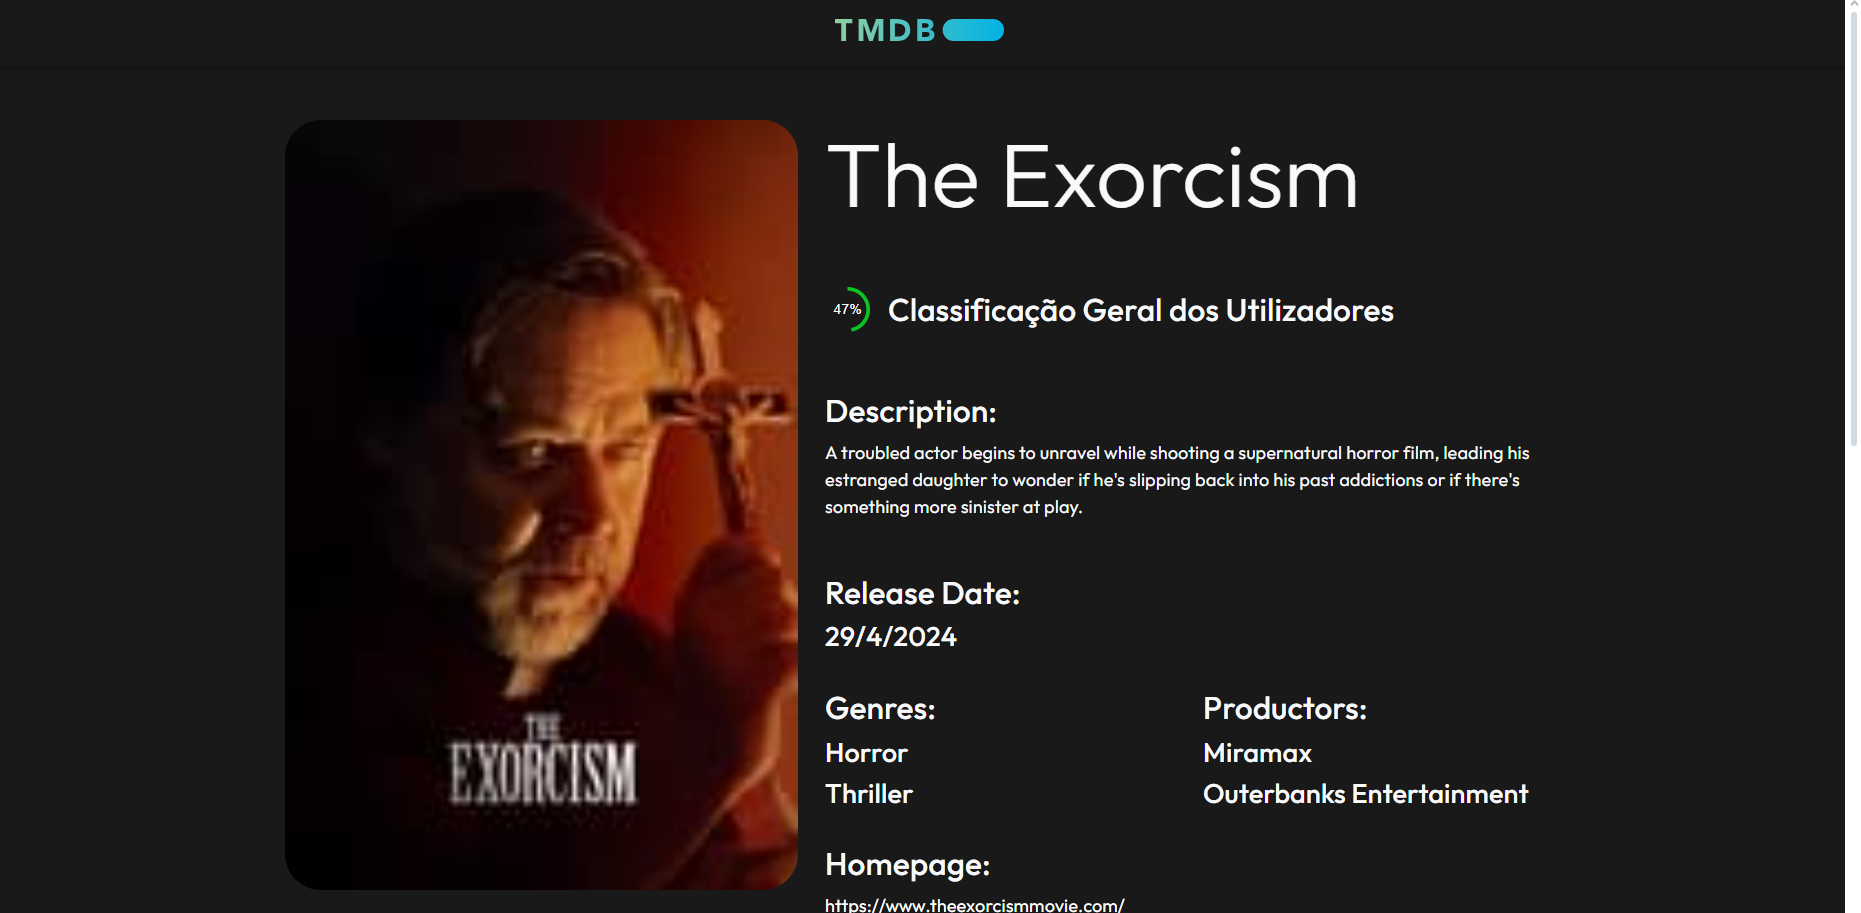 TMDB
The Exorcism
47%
Classificação Geral dos Utilizadores
Description:
A troubled actor begins to unravel while shooting a supernatural horror film, leading his
estranged daughter to wonder if he's slipping back into his past addictions or if there's
something more sinister at play.
Release Date:
29/4/2024
Genres:
Horror
Thriller
Productors:
Miramax
Outerbanks Entertainment
Homepage:
https://www.theexorcismmovie.com/
THE
EXORCISM